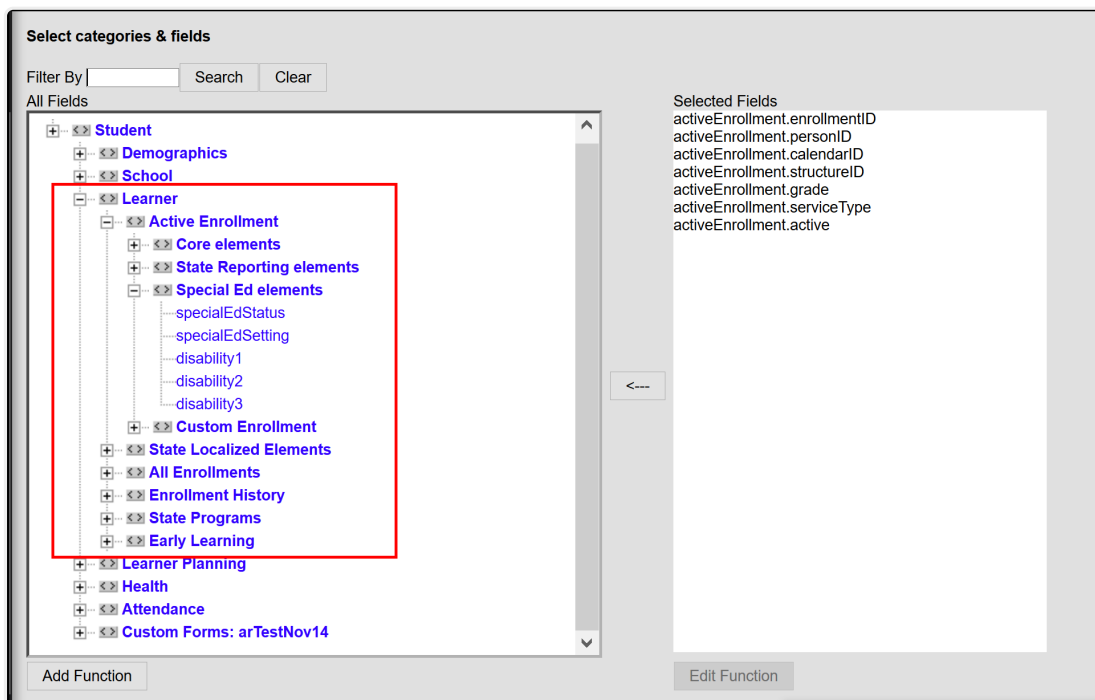 Select categories & fields
Filter By
Search
Clear
All Fields
Student
Demographics
School
Learner
Active Enrollment
Core elements
State Reporting elements
Special Ed elements
specialEdStatus
specialEdSetting
disability1
disability2
disability3
Custom Enrollment
State Localized Elements
All Enrollments
Enrollment History
State Programs
Early Learning
Learner Planning
Health
Attendance
Custom Forms: arTestNov14
Add Function
<---
Selected Fields
activeEnrollment.enrollmentID
activeEnrollment.personID
activeEnrollment.calendarID
activeEnrollment.structureID
activeEnrollment.grade
activeEnrollment.serviceType
activeEnrollment.active
Edit Function